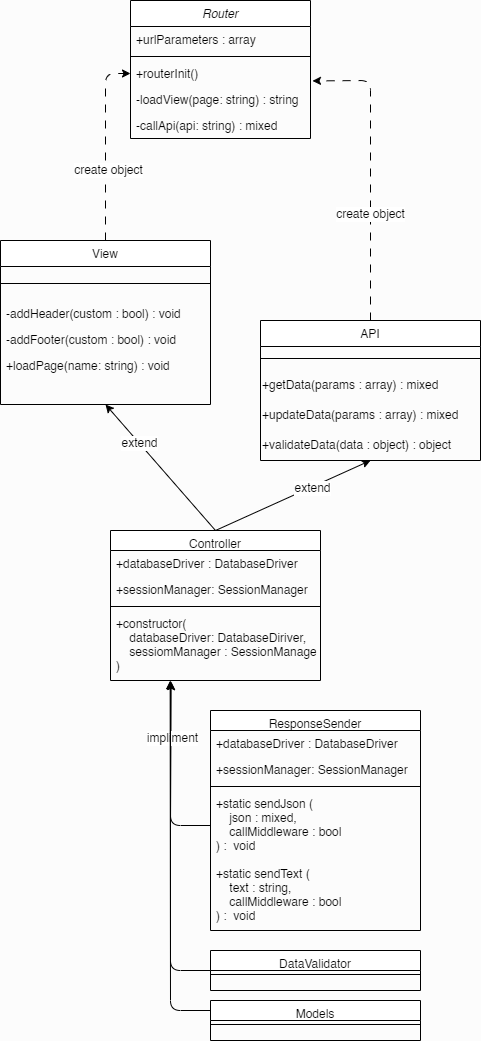 Router
+urlParameters : array
+routerInit()
-loadView(page: string) : string
-callApi(api: string) : mixed
create object
create object
View
-addHeader(custom : bool) : void
-addFooter(custom : bool) : void
+loadPage(name: string) : void
API
+getData(params : array) : mixed
+updateData(params : array) : mixed
+validateData(data : object) : object
extend
extend
Controller
+databaseDriver : DatabaseDriver
+sessionManager: SessionManager
+constructor(
databaseDriver: DatabaseDiriver,
sessiomManager : SessionManage
)
impliment
ResponseSender
+databaseDriver : DatabaseDriver
+sessionManager: SessionManager
+static sendJson (
json : mixed,
callMiddleware : bool
) : void
+static sendText (
text : string,
callMiddleware : bool
) : void
DataValidator
Models